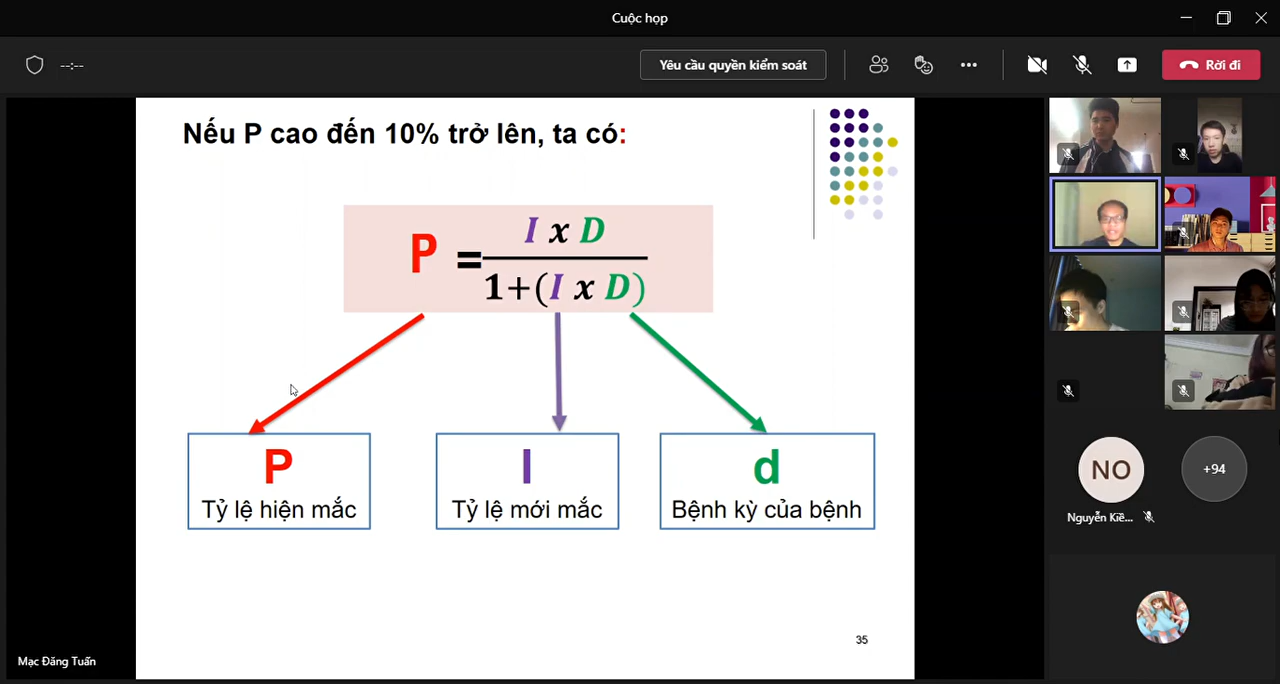 Cuộc họp
--:--
Yêu cầu quyền kiểm soát
Rời đi
Nếu P cao đến 10% trở lên, ta có:
P = I x D / 1+(I x D)
P
Tỷ lệ hiện mắc
I
Tỷ lệ mới mắc
d
Bệnh kỳ của bệnh
35
Mạc Đăng Tuấn
NO
+94
Nguyễn Kiề...